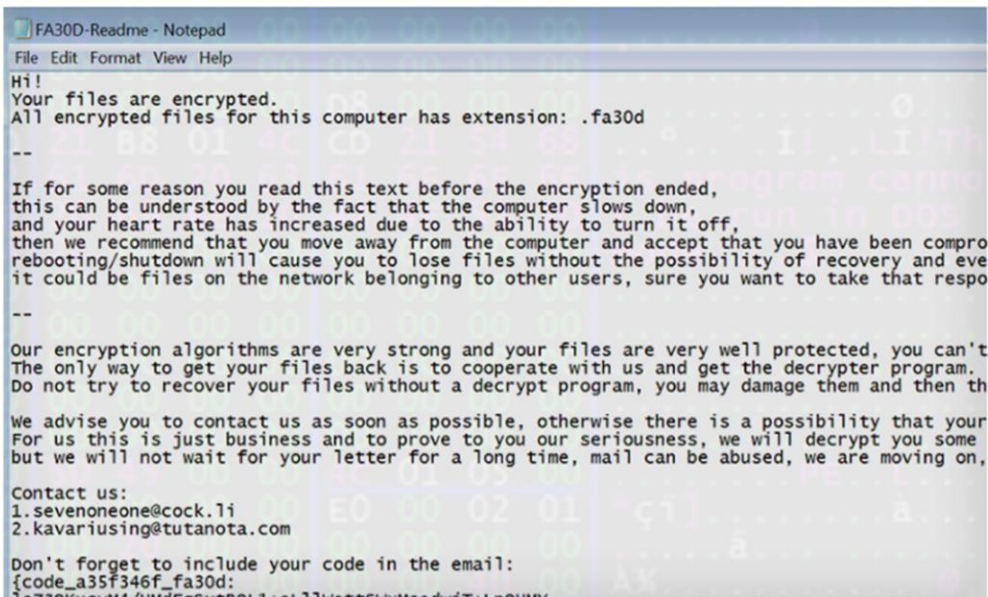 FA30D-Readme - Notepad
File Edit Format View Help
Hi!
Your files are encrypted.
All encrypted files for this computer has extension: .fa30d
--
If for some reason you read this text before the encryption ended,
this can be understood by the fact that the computer slows down,
and your heart rate has increased due to the ability to turn it off,
then we recommend that you move away from the computer and accept that you have been compro
rebooting/shutdown will cause you to lose files without the possibility of recovery and eve
it could be files on the network belonging to other users, sure you want to take that respo
--
Our encryption algorithms are very strong and your files are very well protected, you can't
The only way to get your files back is to cooperate with us and get the decrypter program.
Do not try to recover your files without a decrypt program, you may damage them and then th
We advise you to contact us as soon as possible, otherwise there is a possibility that your
For us this is just business and to prove to you our seriousness, we will decrypt you some
but we will not wait for your letter for a long time, mail can be abused, we are moving on,
Contact us:
1.sevenoneone@cock.li
2.kavariusing@tutanota.com
Don't forget to include your code in the email:
{code_a35f346f_fa30d: